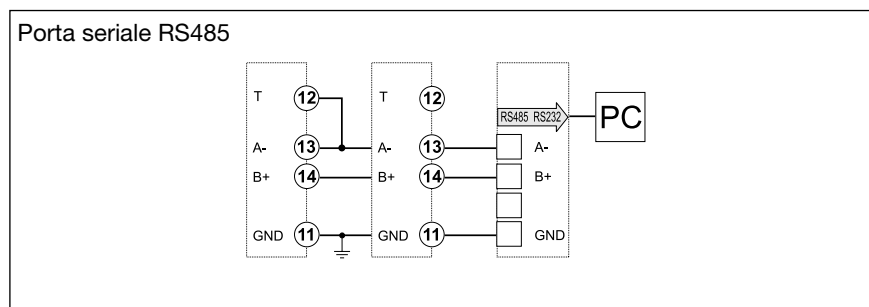 Porta seriale RS485
T 12 T 12
RS485 RS232 PC
A- 13 A- 13 A-
B+ 14 B+ 14 B+
GND 11 GND 11 GND